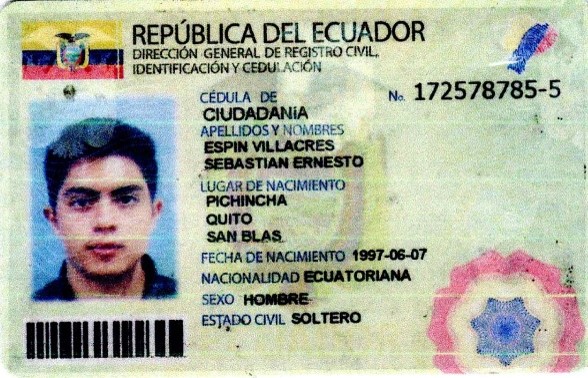 REPÚBLICA DEL ECUADOR
DIRECCIÓN GENERAL DE REGISTRO CIVIL,
IDENTIFICACIÓN Y CEDULACIÓN
CÉDULA DE No. 172578785-5
CIUDADANÍA
APELLIDOS Y NOMBRES
ESPIN VILLACRES
SEBASTIAN ERNESTO
LUGAR DE NACIMIENTO
PICHINCHA
QUITO
SAN BLAS
FECHA DE NACIMIENTO 1997-06-07
NACIONALIDAD ECUATORIANA
SEXO HOMBRE
ESTADO CIVIL SOLTERO